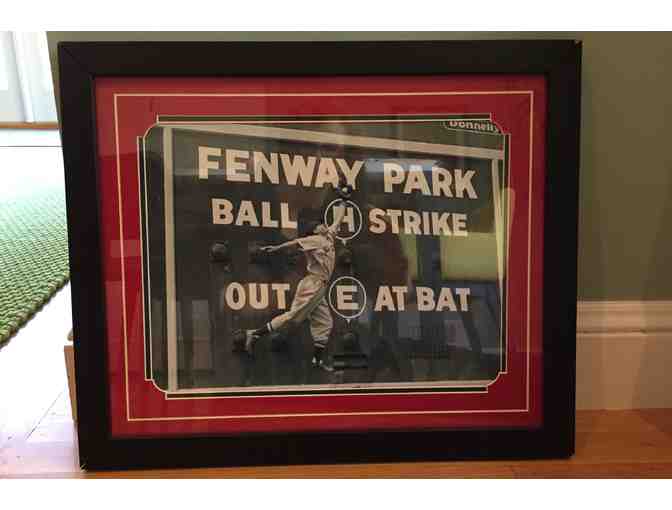 Donnelly
FENWAY PARK
BALL H STRIKE
OUT E AT BAT